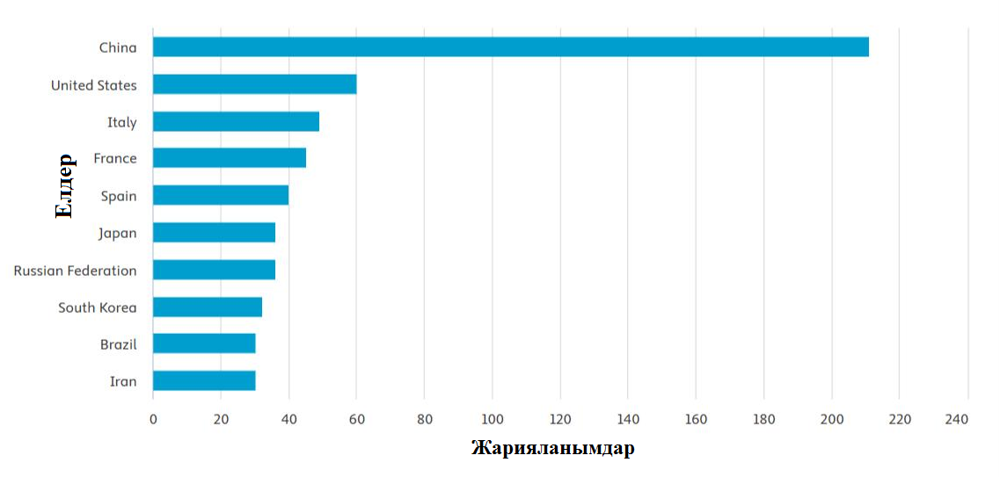 China
United States
Italy
France
Spain
Japan
Russian Federation
South Korea
Brazil
Iran
Елдер
0 20 40 60 80 100 120 140 160 180 200 220 240
Жарияланымдар